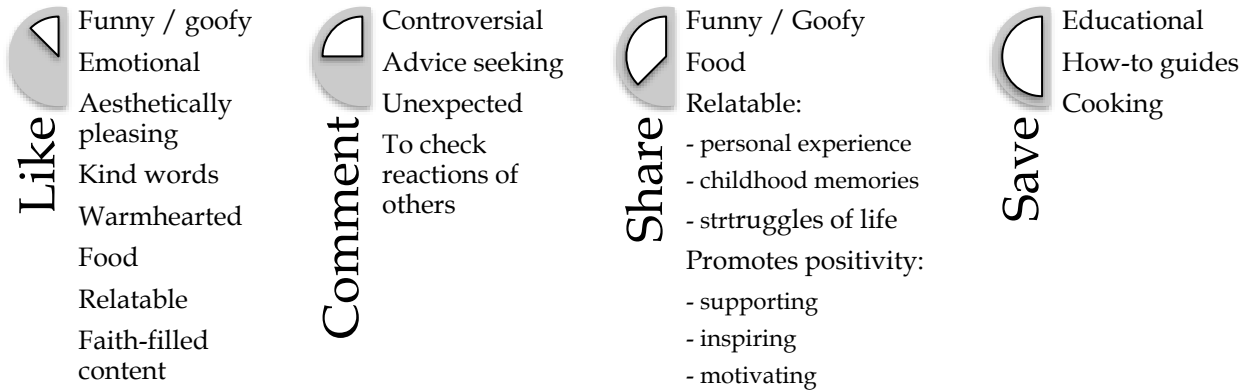 Like
Funny / goofy
Emotional
Aesthetically
pleasing
Kind words
Warmhearted
Food
Relatable
Faith-filled
content
Comment
Controversial
Advice seeking
Unexpected
To check
reactions of
others
Share
Funny / Goofy
Food
Relatable:
- personal experience
- childhood memories
- strtruggles of life
Promotes positivity:
- supporting
- inspiring
- motivating
Save
Educational
How-to guides
Cooking